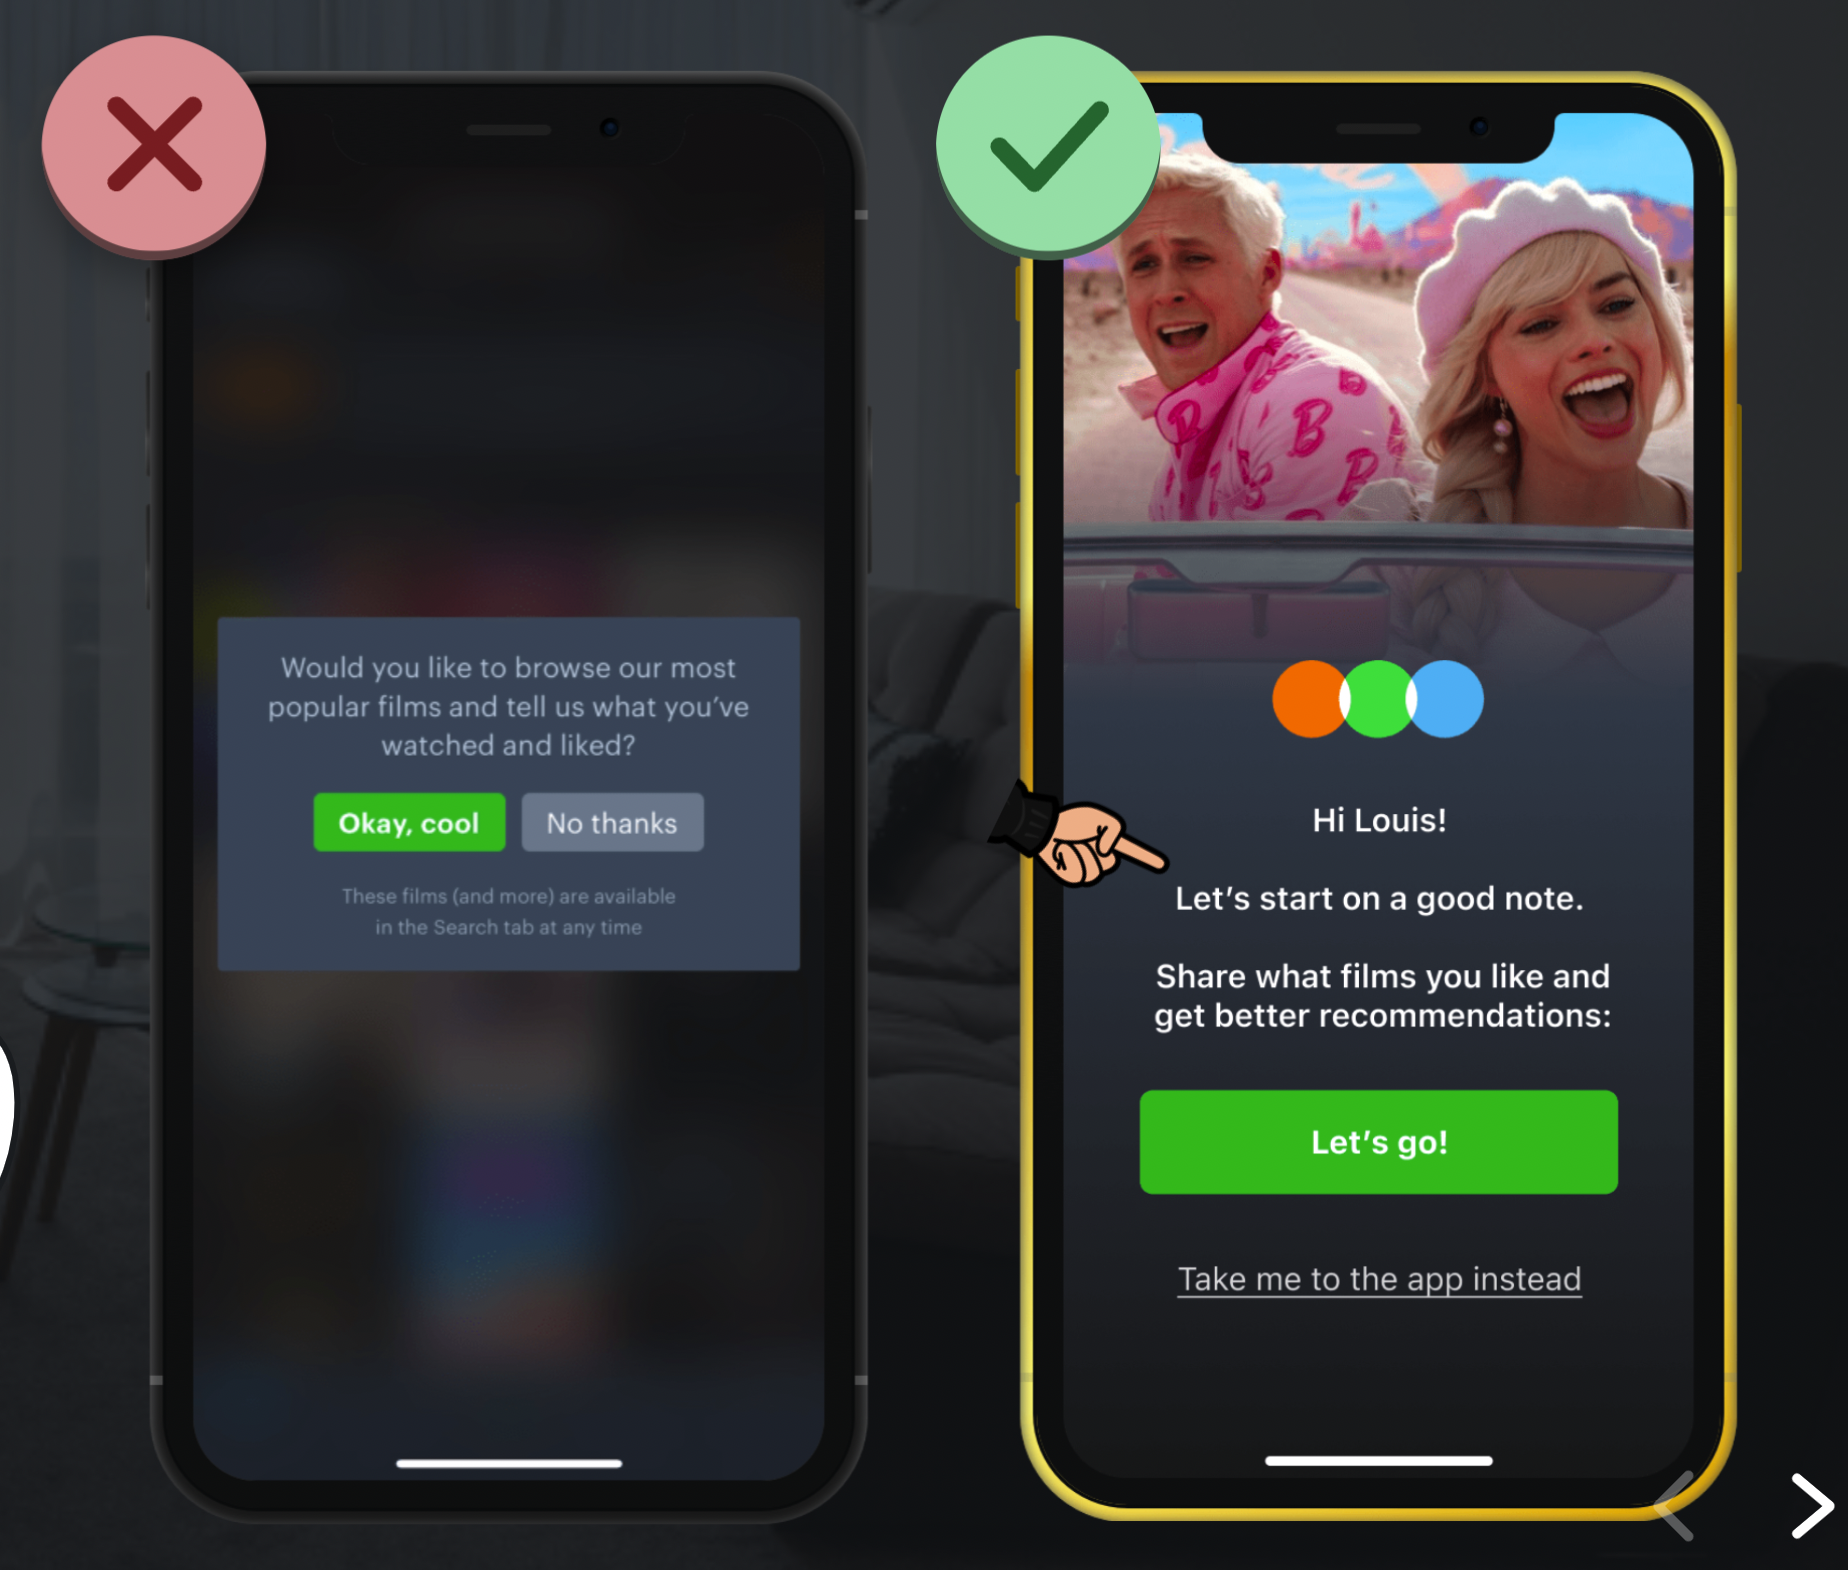 Would you like to browse our most
popular films and tell us what you've
watched and liked?
Okay, cool
No thanks
These films (and more) are available
in the Search tab at any time
Hi Louis!
Let's start on a good note.
Share what films you like and
get better recommendations:
Let's go!
Take me to the app instead